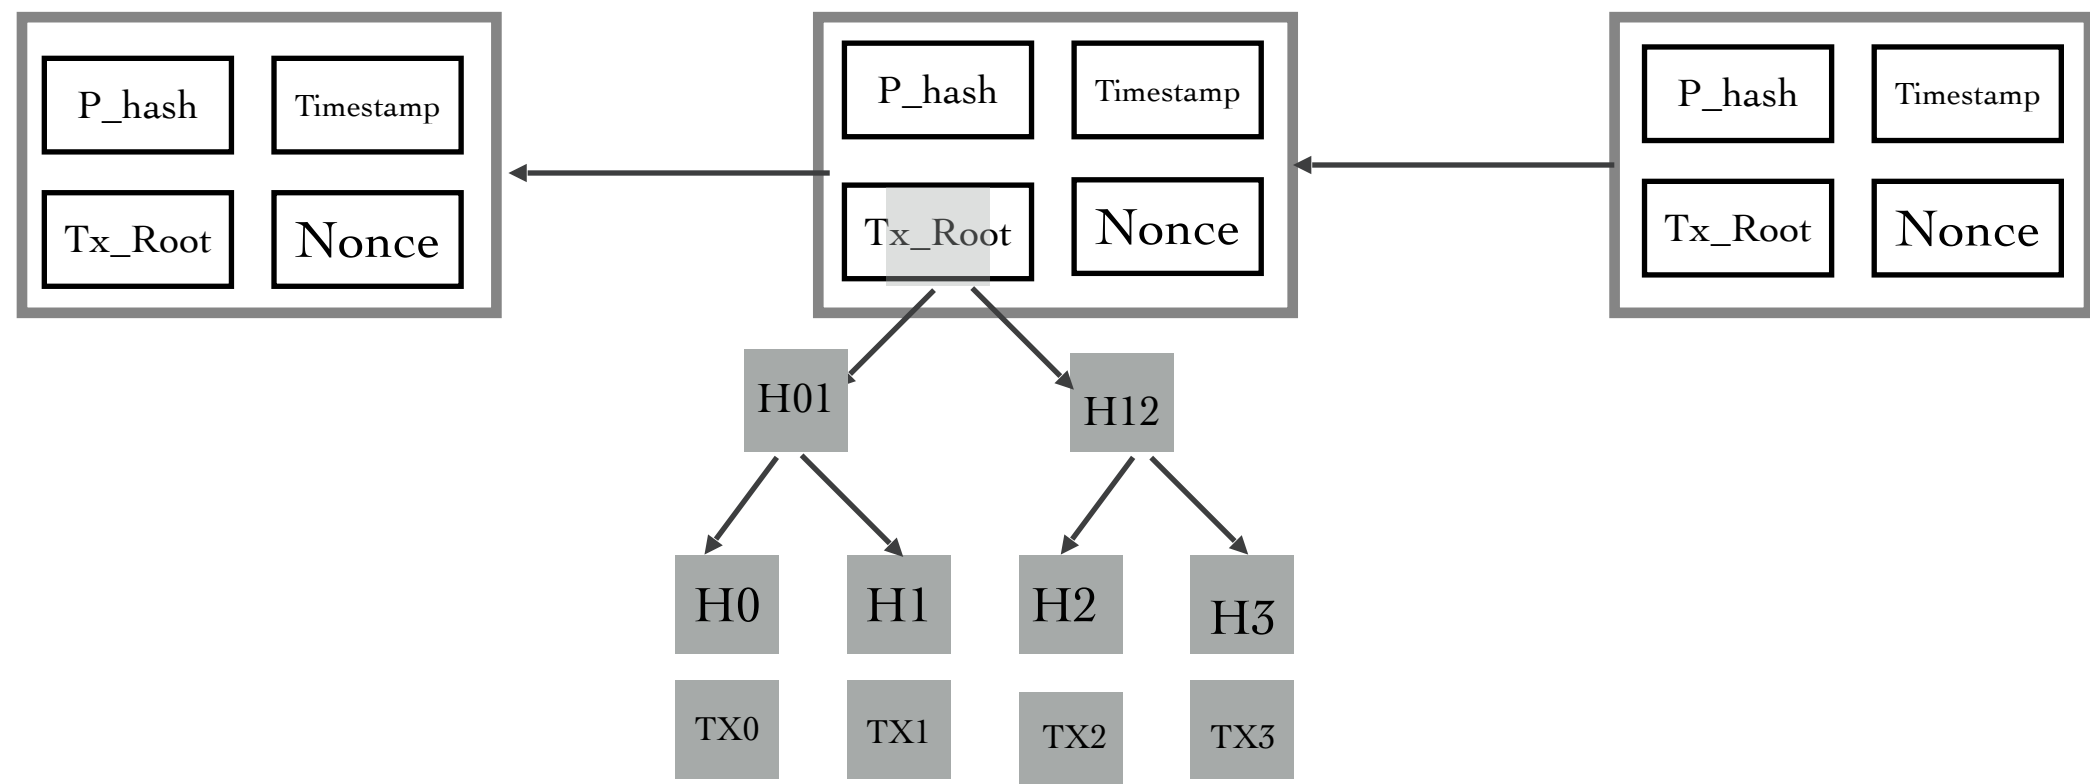 P_hash
Timestamp
Tx_Root
Nonce
P_hash
Timestamp
Tx_Root
Nonce
P_hash
Timestamp
Tx_Root
Nonce
H01
H12
H0
H1
H2
H3
TX0
TX1
TX2
TX3